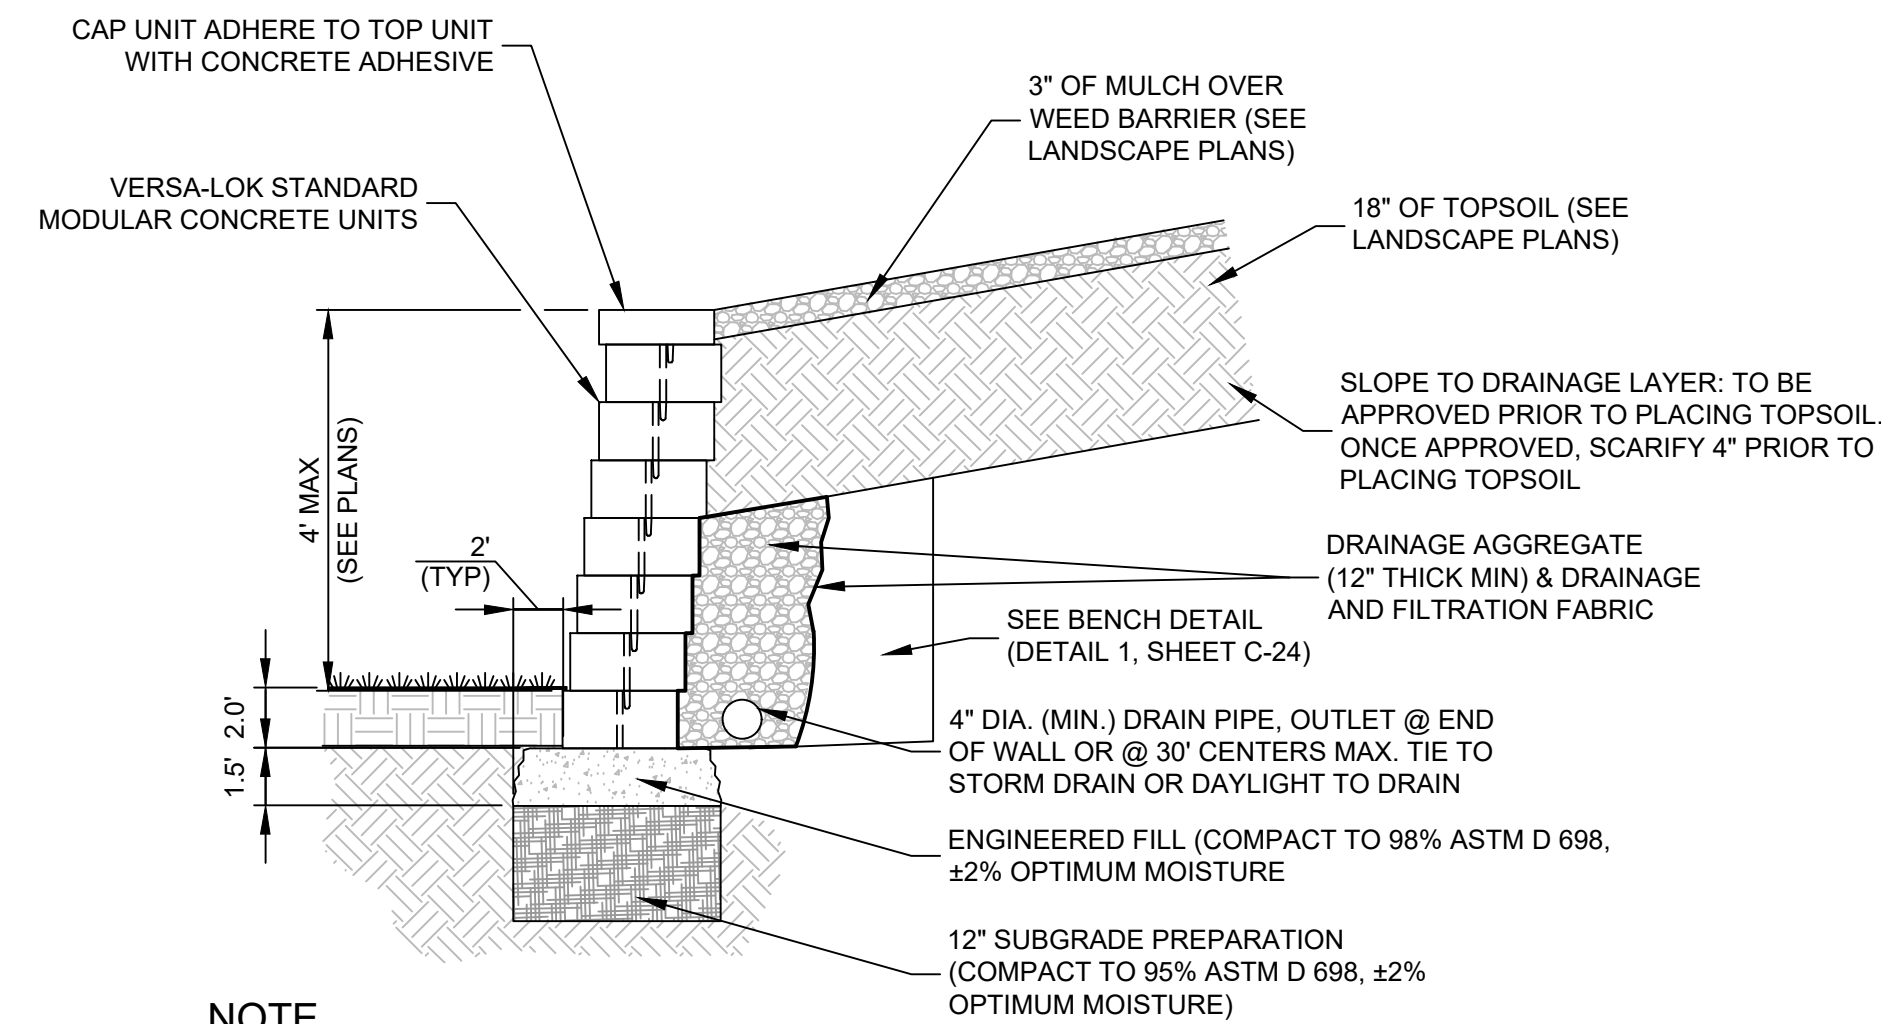 CAP UNIT ADHERE TO TOP UNIT
WITH CONCRETE ADHESIVE
3" OF MULCH OVER
WEED BARRIER (SEE
LANDSCAPE PLANS)
VERSA-LOK STANDARD
MODULAR CONCRETE UNITS
18" OF TOPSOIL (SEE
LANDSCAPE PLANS)
SLOPE TO DRAINAGE LAYER: TO BE
APPROVED PRIOR TO PLACING TOPSOIL.
ONCE APPROVED, SCARIFY 4" PRIOR TO
PLACING TOPSOIL
4' MAX
(SEE PLANS)
2'
(TYP)
DRAINAGE AGGREGATE
(12" THICK MIN) & DRAINAGE
AND FILTRATION FABRIC
SEE BENCH DETAIL
(DETAIL 1, SHEET C-24)
2.0'
1.5'
4" DIA. (MIN.) DRAIN PIPE, OUTLET @ END
OF WALL OR @ 30' CENTERS MAX. TIE TO
STORM DRAIN OR DAYLIGHT TO DRAIN
ENGINEERED FILL (COMPACT TO 98% ASTM D 698,
±2% OPTIMUM MOISTURE
12" SUBGRADE PREPARATION
(COMPACT TO 95% ASTM D 698, ±2%
OPTIMUM MOISTURE)
NOTE